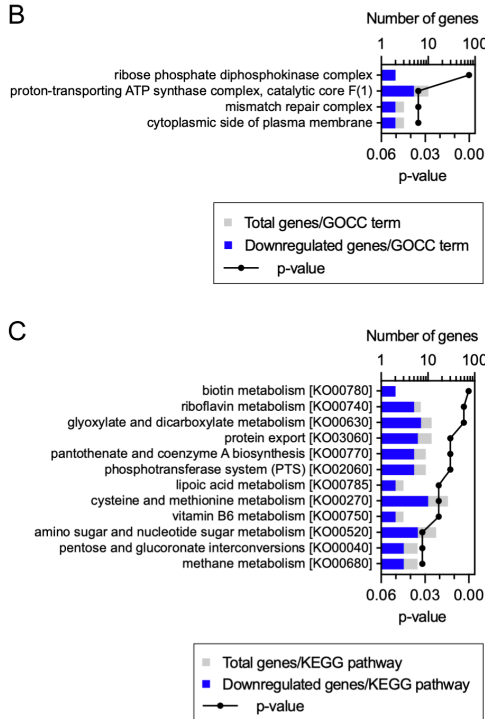 B
Number of genes
1 10 100
ribose phosphate diphosphokinase complex
proton-transporting ATP synthase complex, catalytic core F(1)
mismatch repair complex
cytoplasmic side of plasma membrane
0.06 0.03 0.00
p-value
Total genes/GOCC term
Downregulated genes/GOCC term
p-value
C
Number of genes
1 10 100
biotin metabolism [KO00780]
riboflavin metabolism [KO00740]
glyoxylate and dicarboxylate metabolism [KO00630]
protein export [KO03060]
pantothenate and coenzyme A biosynthesis [KO00770]
phosphotransferase system (PTS) [KO02060]
lipoic acid metabolism [KO00785]
cysteine and methionine metabolism [KO00270]
vitamin B6 metabolism [KO00750]
amino sugar and nucleotide sugar metabolism [KO00520]
pentose and glucoronate interconversions [KO00040]
methane metabolism [KO00680]
0.06 0.03 0.00
p-value
Total genes/KEGG pathway
Downregulated genes/KEGG pathway
p-value